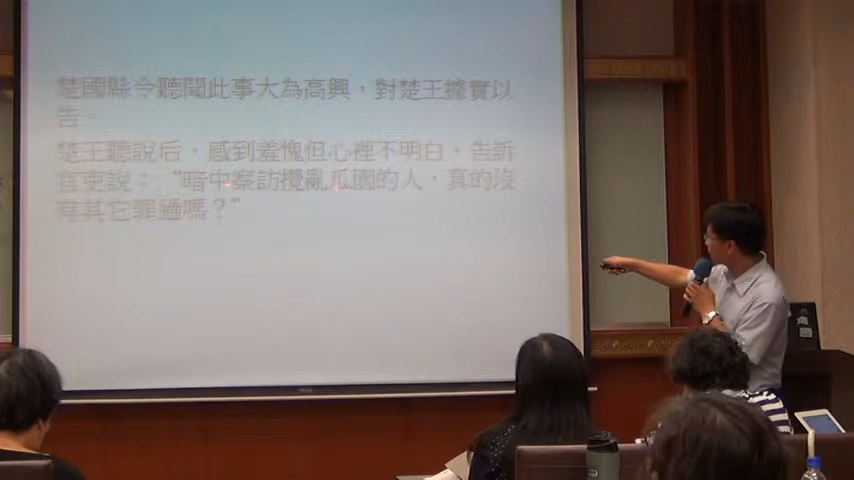 楚國縣令聽聞此事大為高興，對楚王據實以
告。
楚王聽說后，感到羞愧但心裡不明白，告訴
官吏說：“暗中察訪攪亂瓜園的人，真的沒
有其它罪過嗎？”